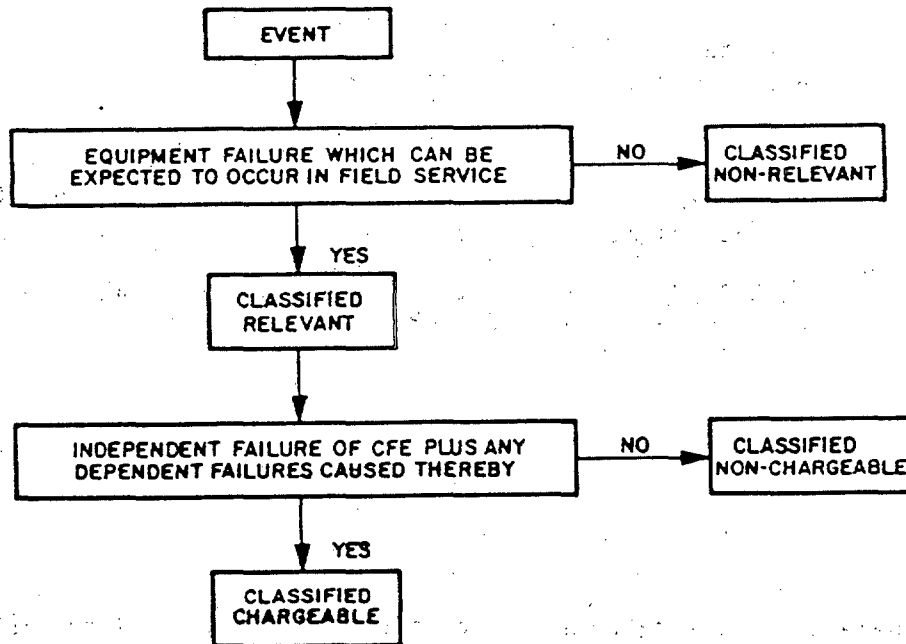 EVENT
EQUIPMENT FAILURE WHICH CAN BE
EXPECTED TO OCCUR IN FIELD SERVICE
NO
CLASSIFIED
NON-RELEVANT
YES
CLASSIFIED
RELEVANT
INDEPENDENT FAILURE OF CFE PLUS ANY
DEPENDENT FAILURES CAUSED THEREBY
NO
CLASSIFIED
NON-CHARGEABLE
YES
CLASSIFIED
CHARGEABLE